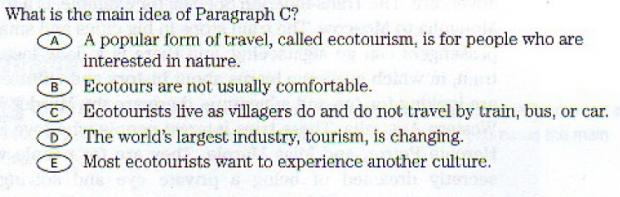 What is the main idea of Paragraph C?
A A popular form of travel, called ecotourism, is for people who are
interested in nature.
B Ecotours are not usually comfortable.
C Ecotourists live as villagers do and do not travel by train, bus, or car.
D The world's largest industry, tourism, is changing.
E Most ecotourists want to experience another culture.